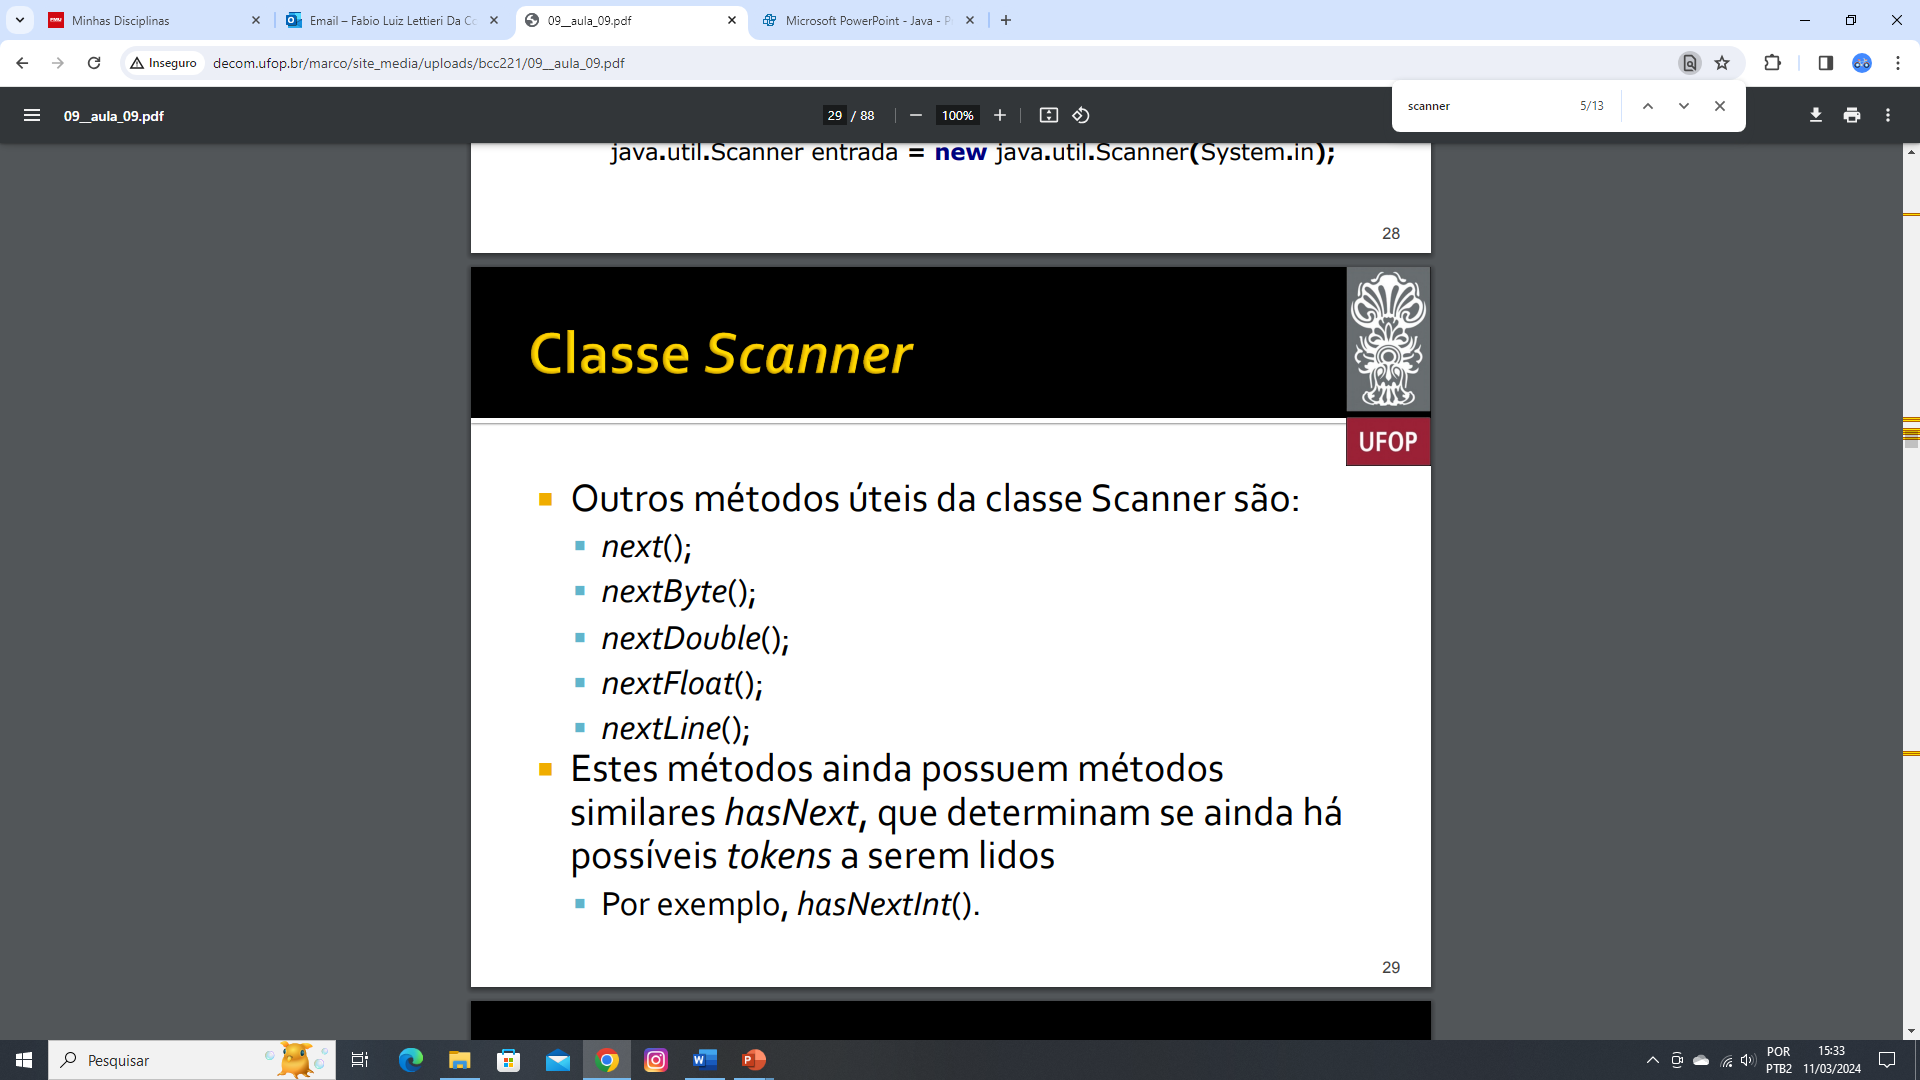 Minhas Disciplinas
Email – Fabio Luiz Lettieri Da Co
09__aula_09.pdf
Microsoft PowerPoint - Java - P
Inseguro
decom.ufop.br/marco/site_media/uploads/bcc221/09__aula_09.pdf
scanner
5/13
09__aula_09.pdf
29 / 88
100%
java.util.Scanner entrada = new java.util.Scanner(System.in);
28
Classe Scanner
UFOP
Outros métodos úteis da classe Scanner são:
next();
nextByte();
nextDouble();
nextFloat();
nextLine();
Estes métodos ainda possuem métodos
similares hasNext, que determinam se ainda há
possíveis tokens a serem lidos
Por exemplo, hasNextInt().
29
Pesquisar
POR
PTB2
15:33
11/03/2024